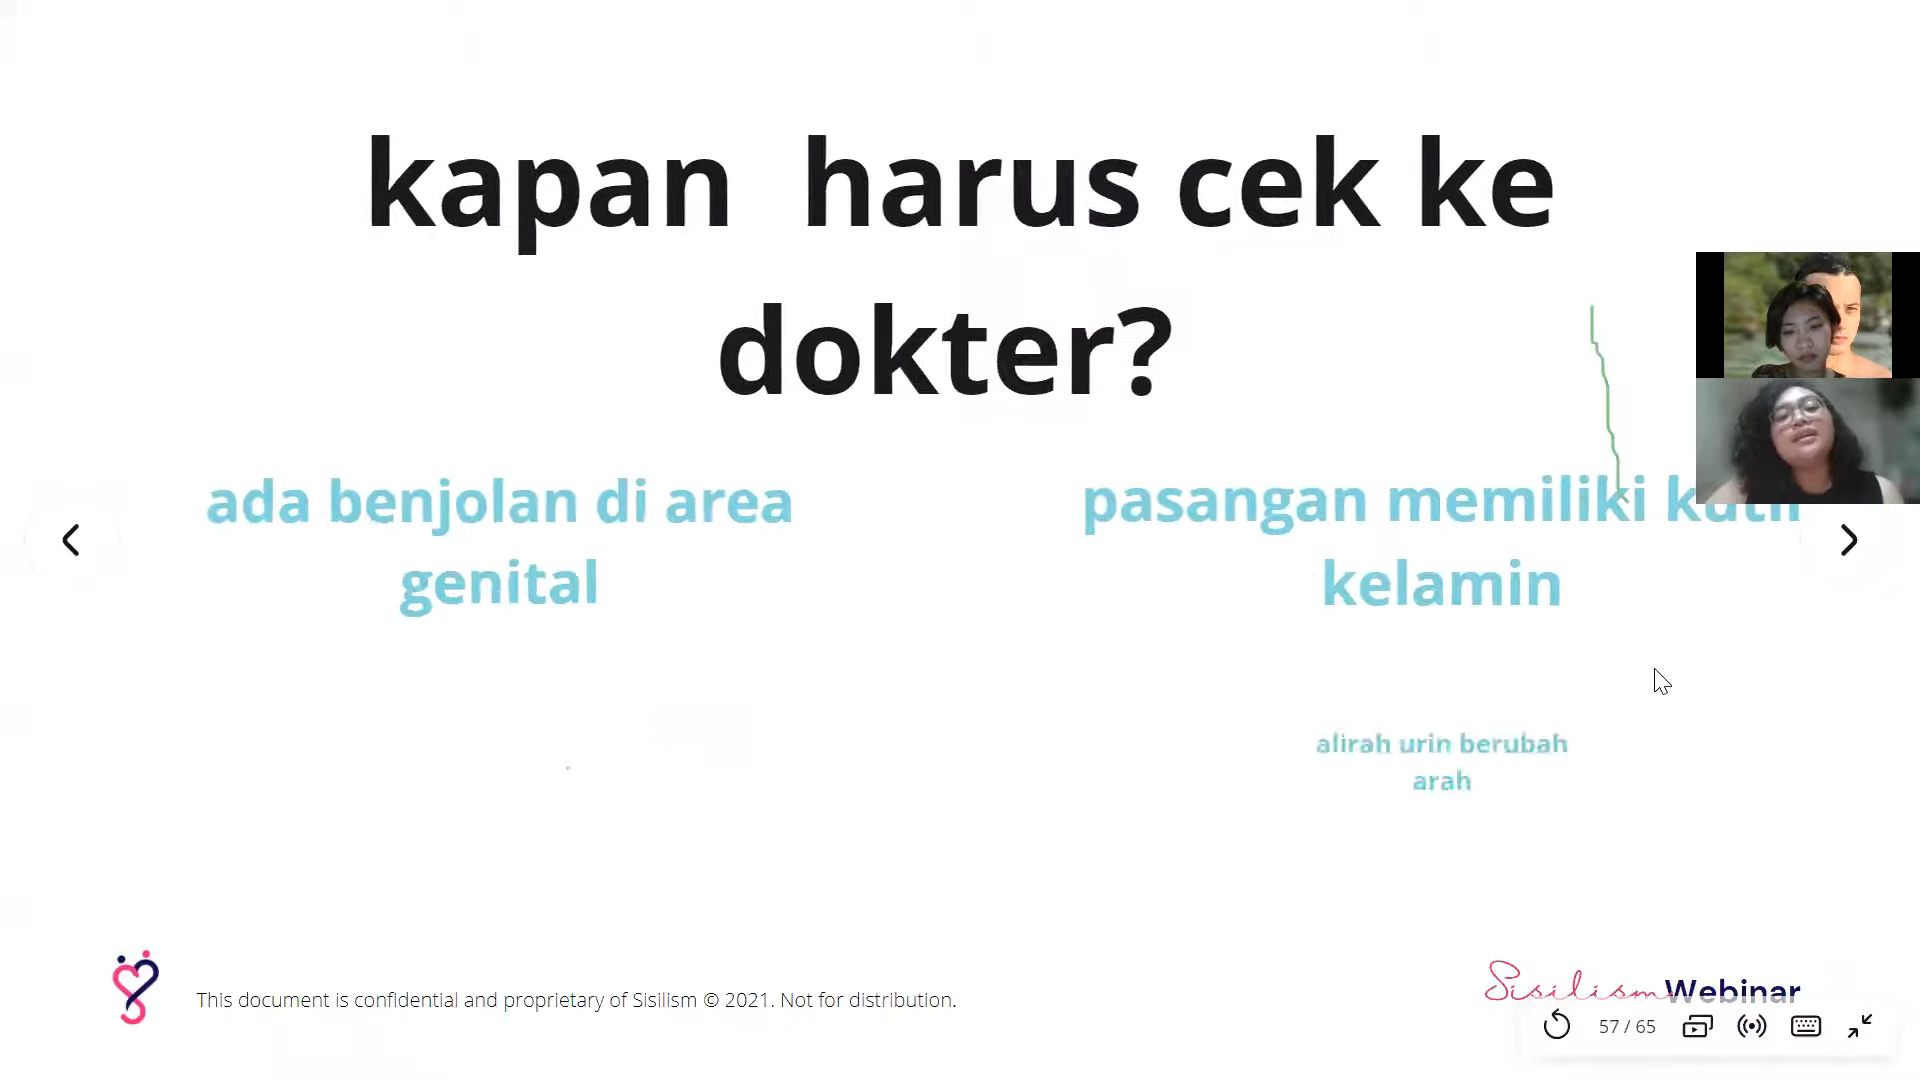 kapan harus cek ke
dokter?
ada benjolan di area
genital
pasangan memiliki kutil
kelamin
alirah urin berubah
arah
This document is confidential and proprietary of Sisilism © 2021. Not for distribution.
Sisilism Webinar
57 / 65